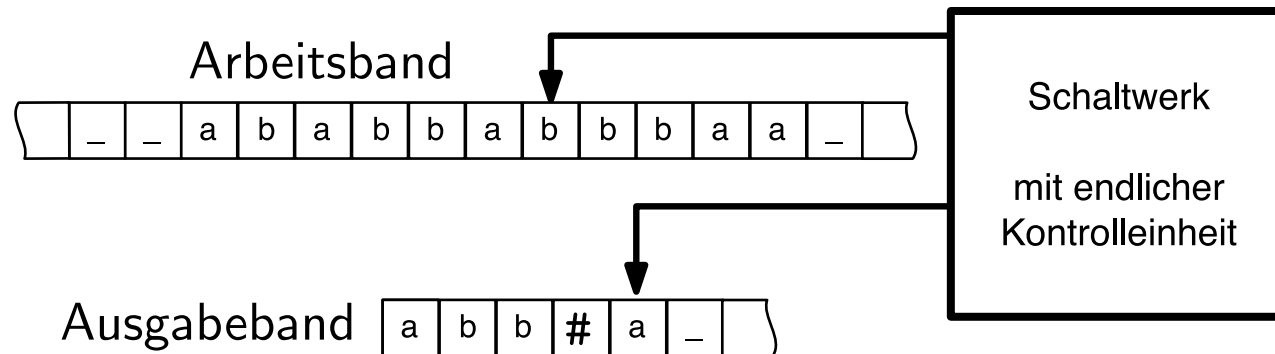 Arbeitsband
_ _ a b a b b a b b b a a _
Schaltwerk
mit endlicher
Kontrolleinheit
Ausgabeband a b b # a _